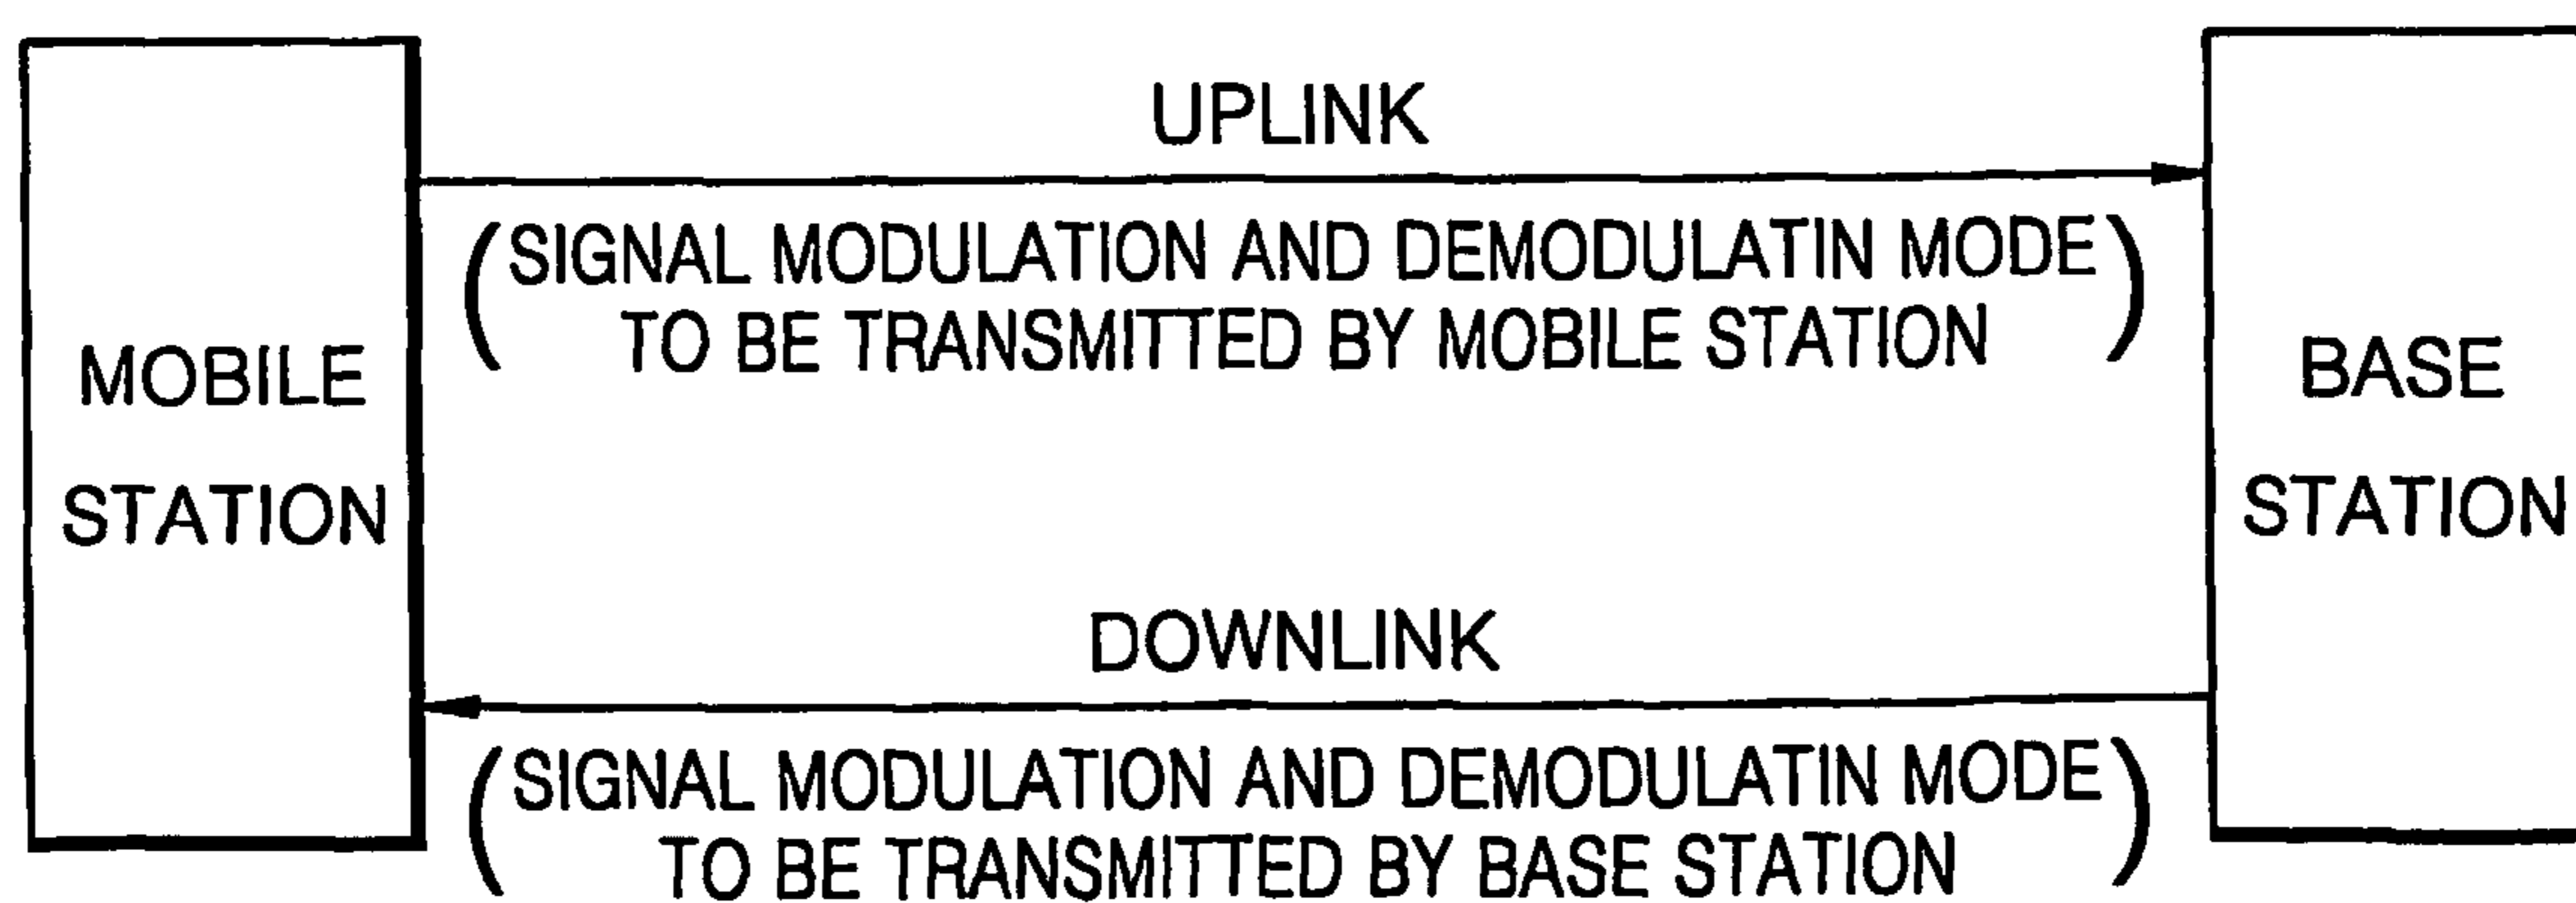 MOBILE
STATION
UPLINK
(SIGNAL MODULATION AND DEMODULATIN MODE
TO BE TRANSMITTED BY MOBILE STATION)
DOWNLINK
(SIGNAL MODULATION AND DEMODULATIN MODE
TO BE TRANSMITTED BY BASE STATION)
BASE
STATION